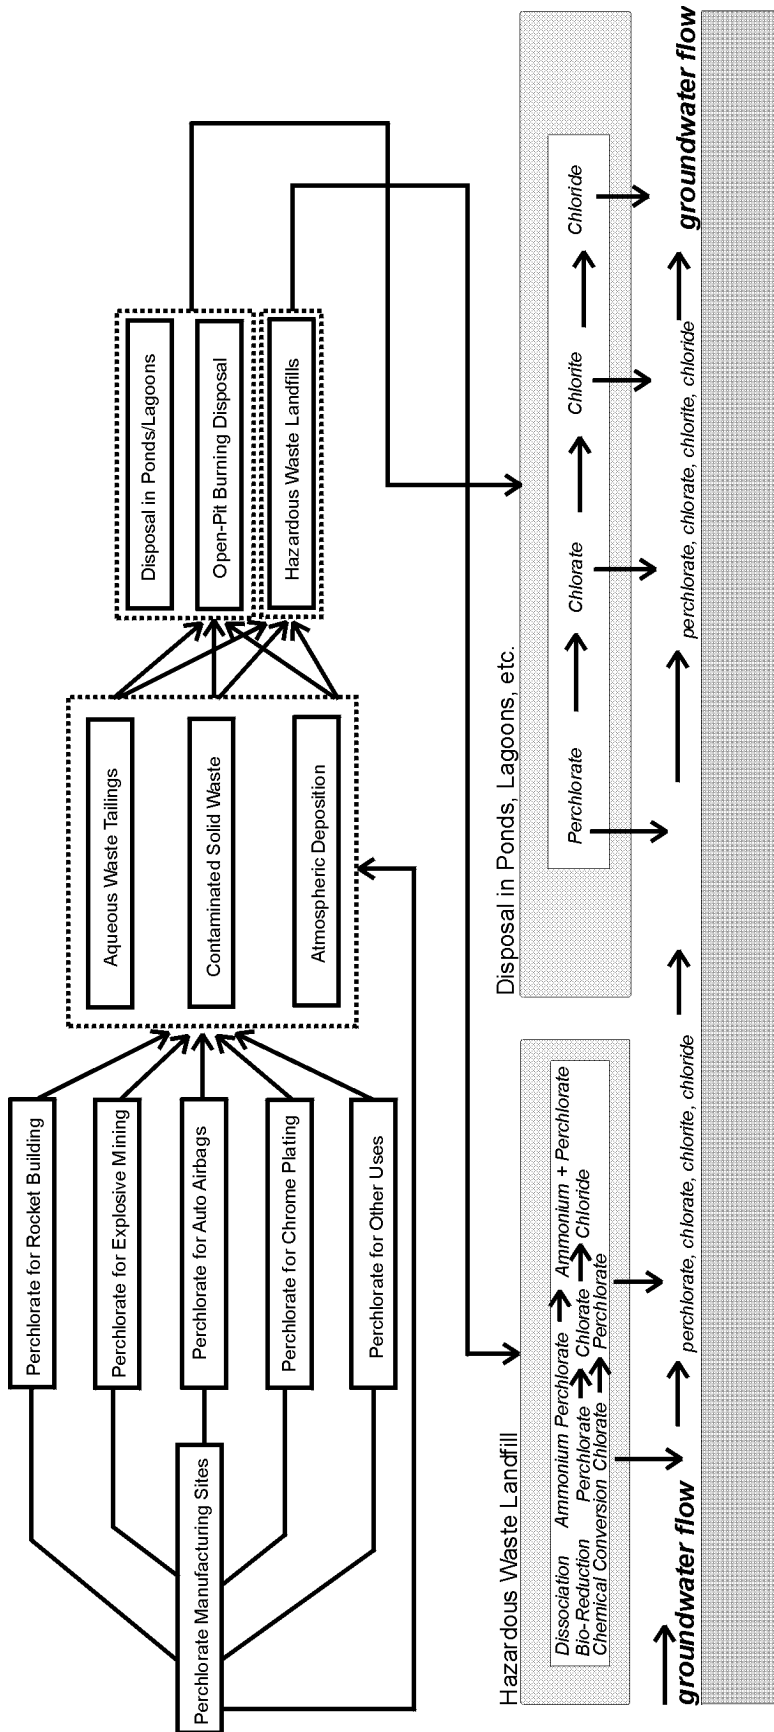 Perchlorate Manufacturing Sites
Perchlorate for Rocket Building
Perchlorate for Explosive Mining
Perchlorate for Auto Airbags
Perchlorate for Chrome Plating
Perchlorate for Other Uses
Aqueous Waste Tailings
Contaminated Solid Waste
Atmospheric Deposition
Disposal in Ponds/Lagoons
Open-Pit Burning Disposal
Hazardous Waste Landfills
Hazardous Waste Landfill
Dissociation Ammonium Perchlorate Ammonium + Perchlorate
Bio-Reduction Perchlorate Chlorate Chloride
Chemical Conversion Chlorate Perchlorate
Disposal in Ponds, Lagoons, etc.
Perchlorate Chlorate Chlorite Chloride
groundwater flow perchlorate, chlorate, chlorite, chloride perchlorate, chlorate, chlorite, chloride groundwater flow